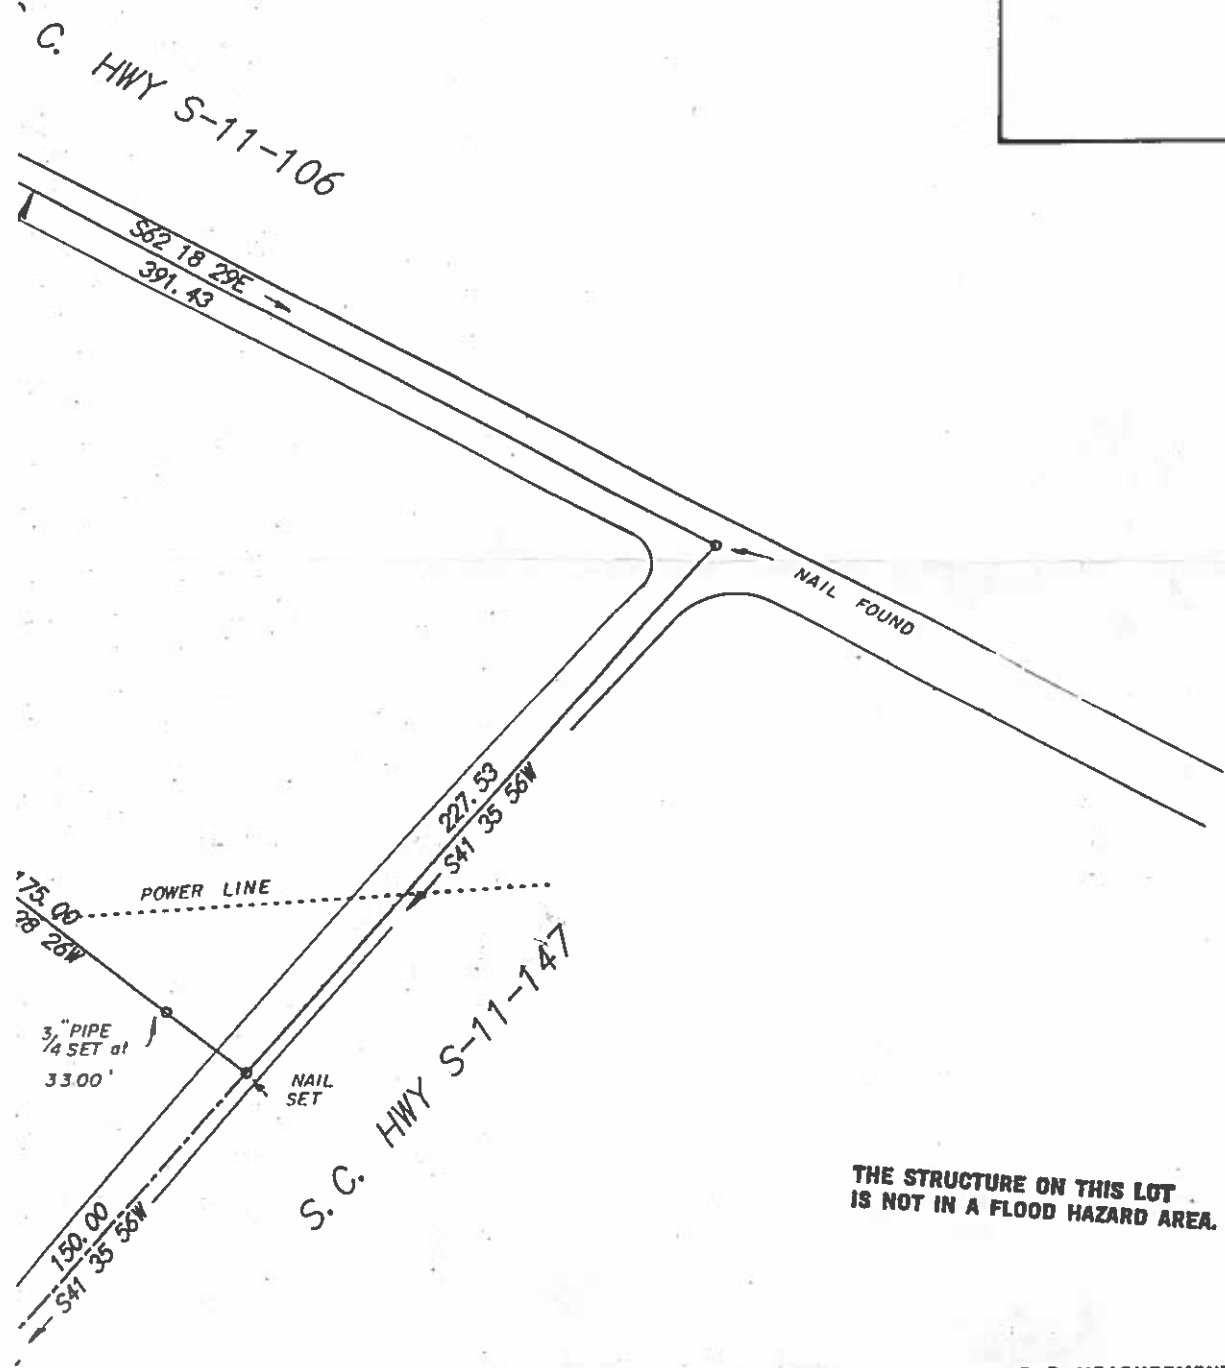 C. HWY S-11-106
S62 18 29E
391.43
NAIL FOUND
227.53
S41 35 56W
POWER LINE
75.00
28 26W
3/4" PIPE
SET at
33.00'
NAIL
SET
S. C. HWY S-11-147
THE STRUCTURE ON THIS LOT
IS NOT IN A FLOOD HAZARD AREA.
150.00
S41 35 56W